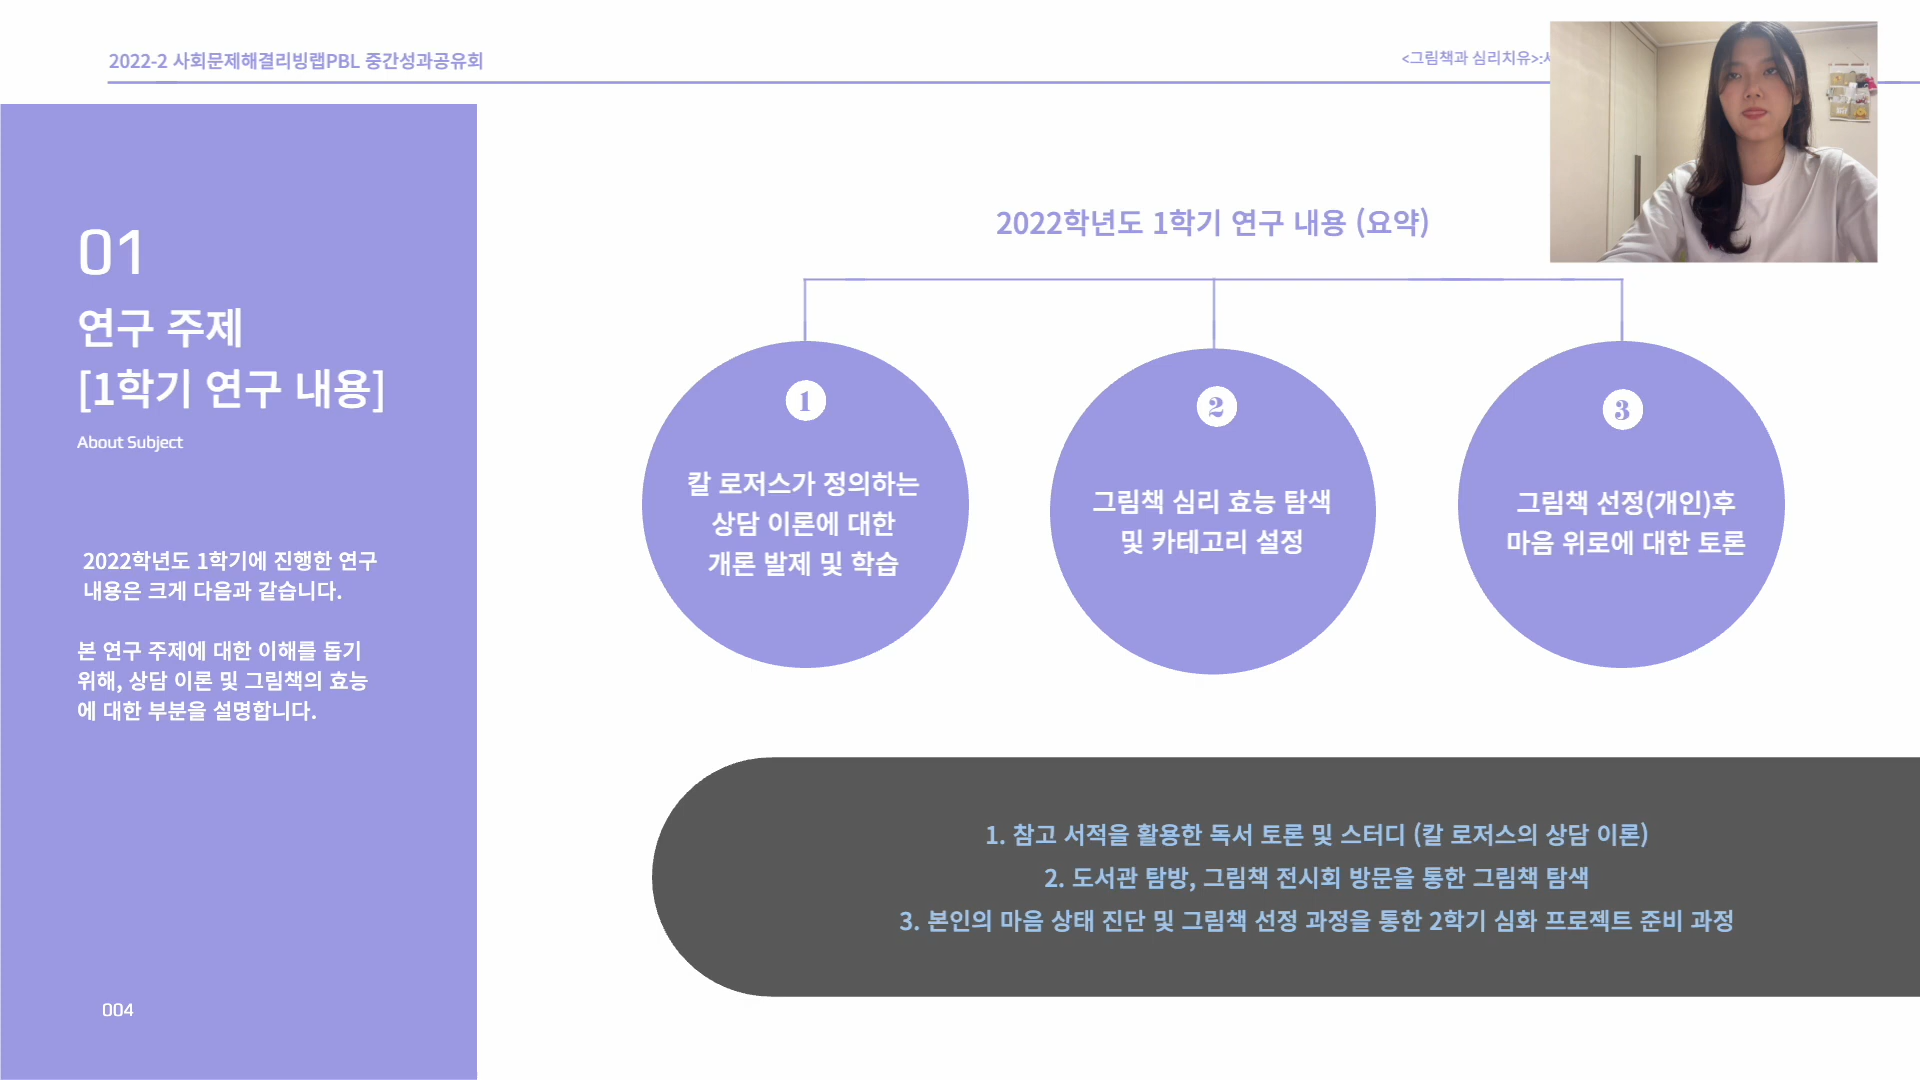 2022-2 사회문제해결리빙랩PBL 중간성과공유회
<그림책과 심리치유>:
01
연구 주제
[1학기 연구 내용]
About Subject
2022학년도 1학기에 진행한 연구
내용은 크게 다음과 같습니다.
본 연구 주제에 대한 이해를 돕기
위해, 상담 이론 및 그림책의 효능
에 대한 부분을 설명합니다.
004
2022학년도 1학기 연구 내용 (요약)
1
칼 로저스가 정의하는
상담 이론에 대한
개론 발제 및 학습
2
그림책 심리 효능 탐색
및 카테고리 설정
3
그림책 선정(개인)후
마음 위로에 대한 토론
1. 참고 서적을 활용한 독서 토론 및 스터디 (칼 로저스의 상담 이론)
2. 도서관 탐방, 그림책 전시회 방문을 통한 그림책 탐색
3. 본인의 마음 상태 진단 및 그림책 선정 과정을 통한 2학기 심화 프로젝트 준비 과정